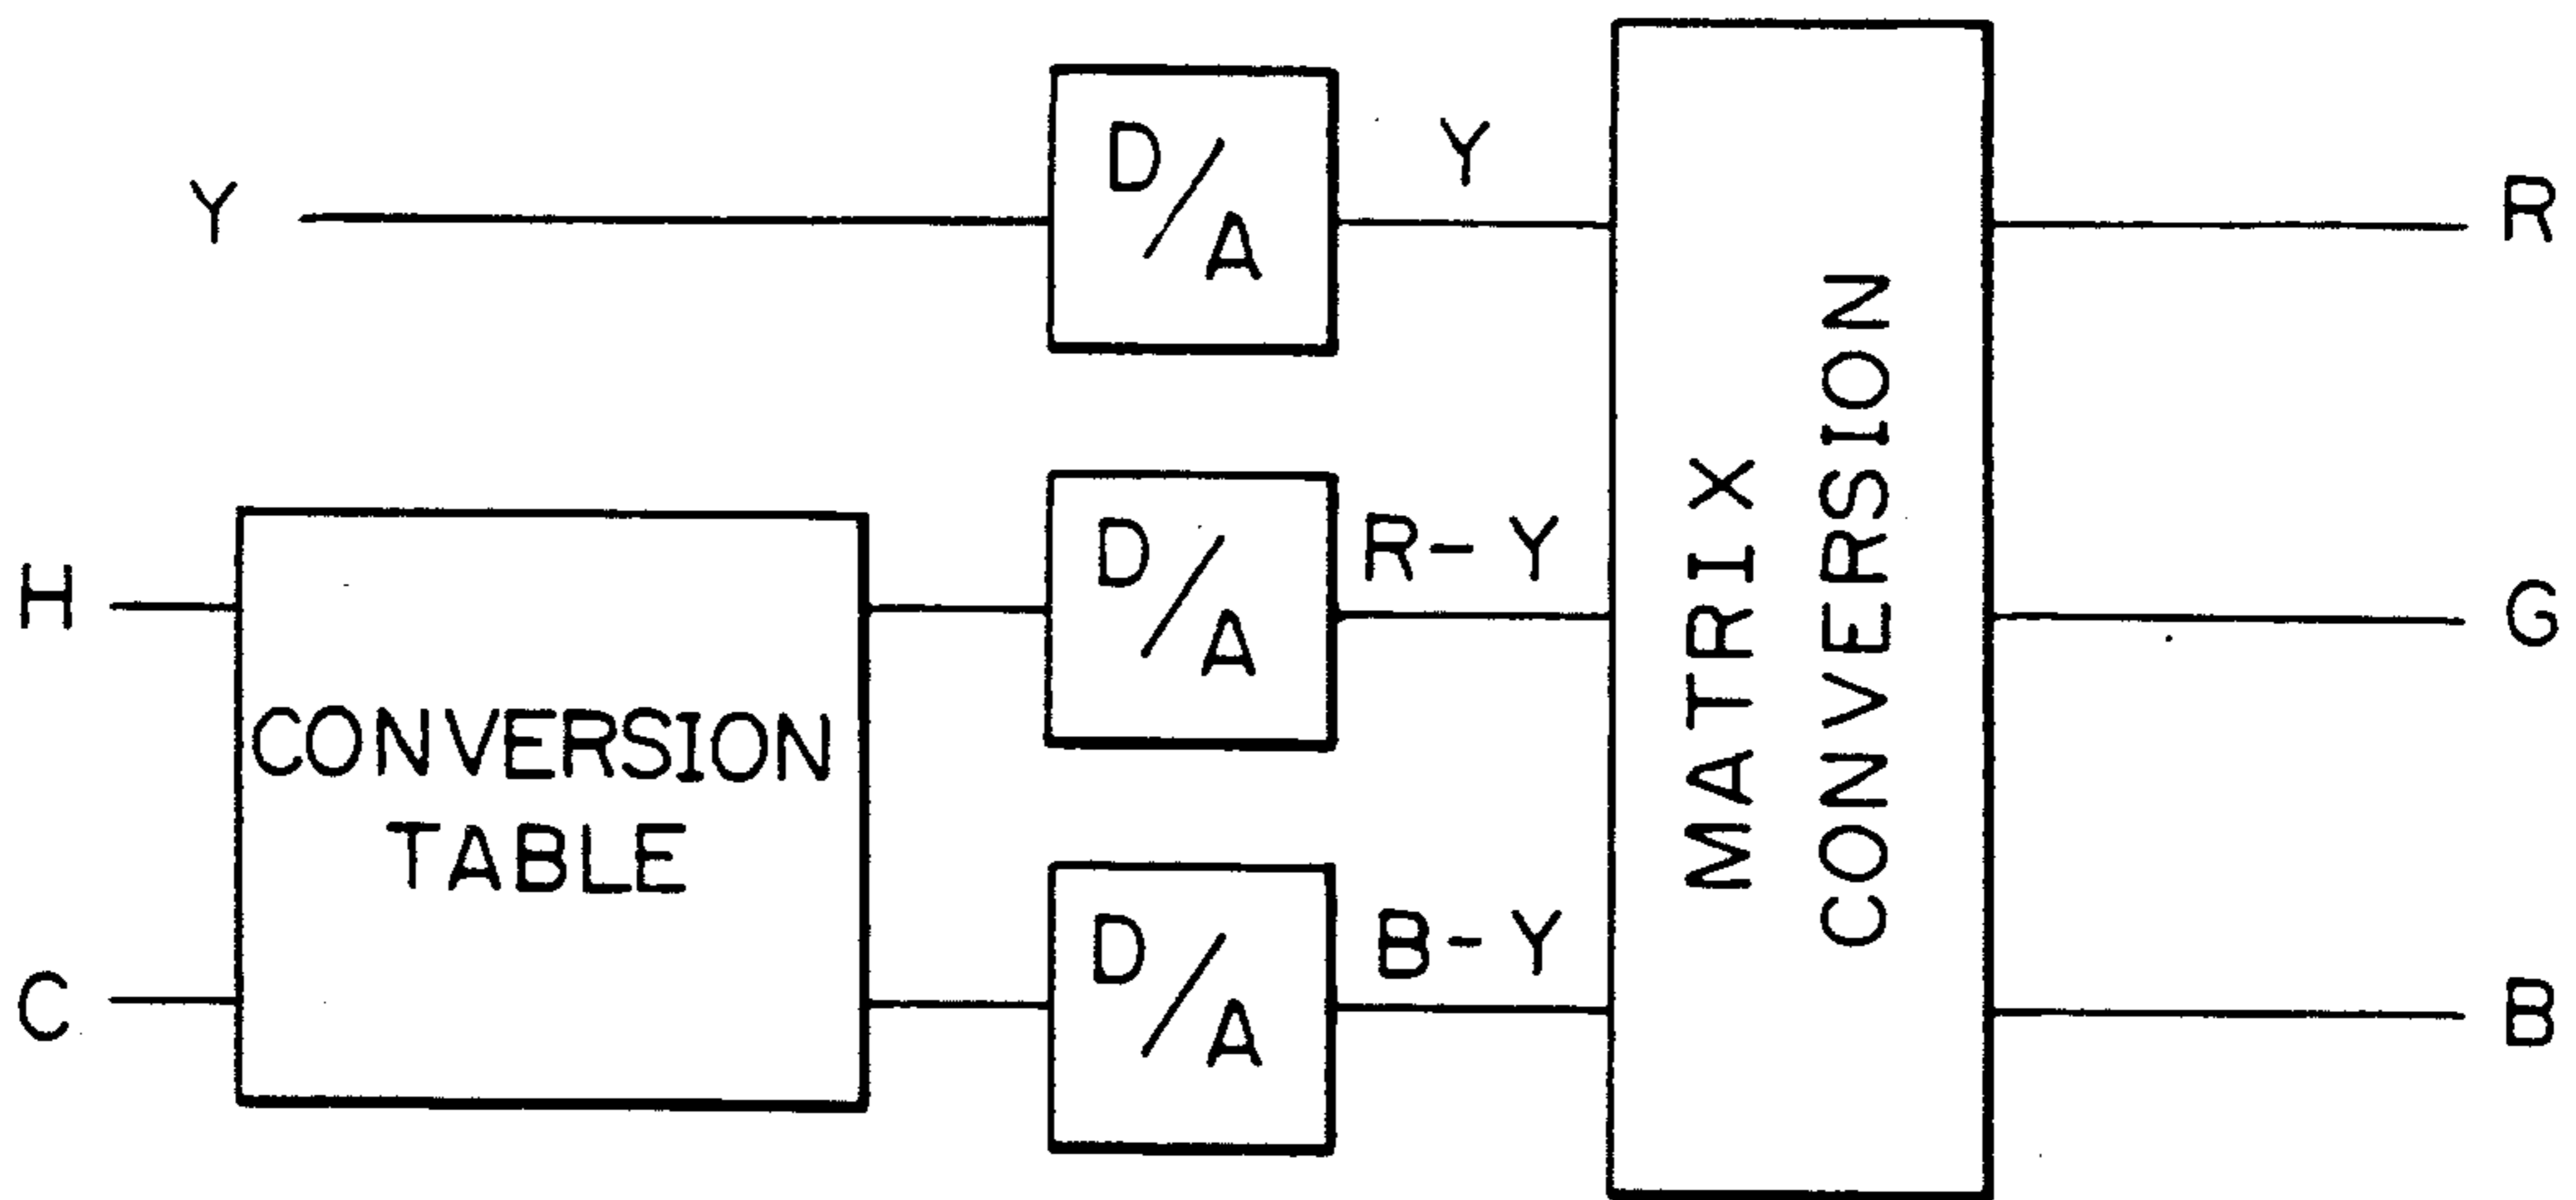 Y
D/A
Y
R
H
CONVERSION
TABLE
D/A
R-Y
MATRIX
CONVERSION
G
C
D/A
B-Y
B